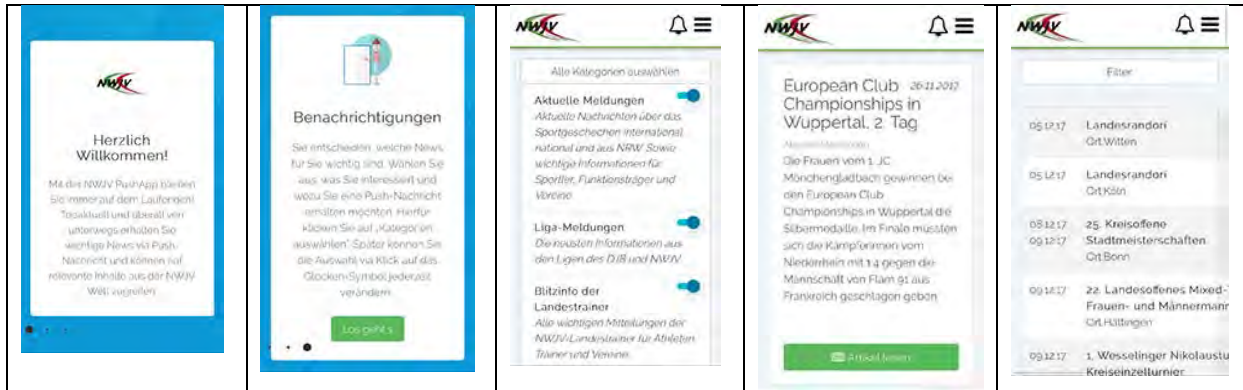 NWJV
Herzlich
Willkommen!
Mit der NWJV PushApp bleiben
Sie immer auf dem Laufenden!
Topaktuell und überall von
unterwegs erhalten Sie
wichtige News via Push-
Nachricht und können auf
relevante Inhalte aus der NWJV
Welt zugreifen.
Benachrichtigungen
Sie entscheiden, welche News
für Sie wichtig sind. Wählen Sie
aus, was Sie interessiert und
wozu Sie eine Push-Nachricht
erhalten möchten. Hierfür
klicken Sie auf „Kategorien
auswählen“. Später können Sie
die Auswahl via Klick auf das
Glocken-Symbol jederzeit
verändern.
Los geht's
NWJV
Alle Kategorien auswählen
Aktuelle Meldungen
Aktuelle Nachrichten über das
Sportgeschechen international,
national und aus NRW. Sowie
wichtige Informationen für
Sportler, Funktionsträger und
Vereine.
Liga-Meldungen
Die neusten Informationen aus
den Ligen des DJB und NWJV.
Blitzinfo der
Landestrainer
Alle wichtigen Mitteilungen der
NWJV-Landestrainer für Athleten,
Trainer und Vereine.
NWJV
European Club 26.11.2017
Championships in
Wuppertal, 2. Tag
Aktuelle Meldungen
Die Frauen vom 1. JC
Mönchengladbach gewinnen bei
den European Club
Championships in Wuppertal die
Silbermedaille. Im Finale mussten
sich die Kämpferinnen vom
Niederrhein mit 1:4 gegen die
Mannschaft von Flam 91 aus
Frankreich geschlagen geben.
Artikel lesen
NWJV
Filter
05.12.17 Landesrandori
Ort: Witten
05.12.17 Landesrandori
Ort: Köln
08.12.17 25. Kreisoffene
09.12.17 Stadtmeisterschaften
Ort: Bonn
09.12.17 22. Landesoffenes Mixed-
Frauen- und Männermann
Ort: Hattingen
09.12.17 1. Wesselinger Nikolaustu
Kreiseinzelturnier